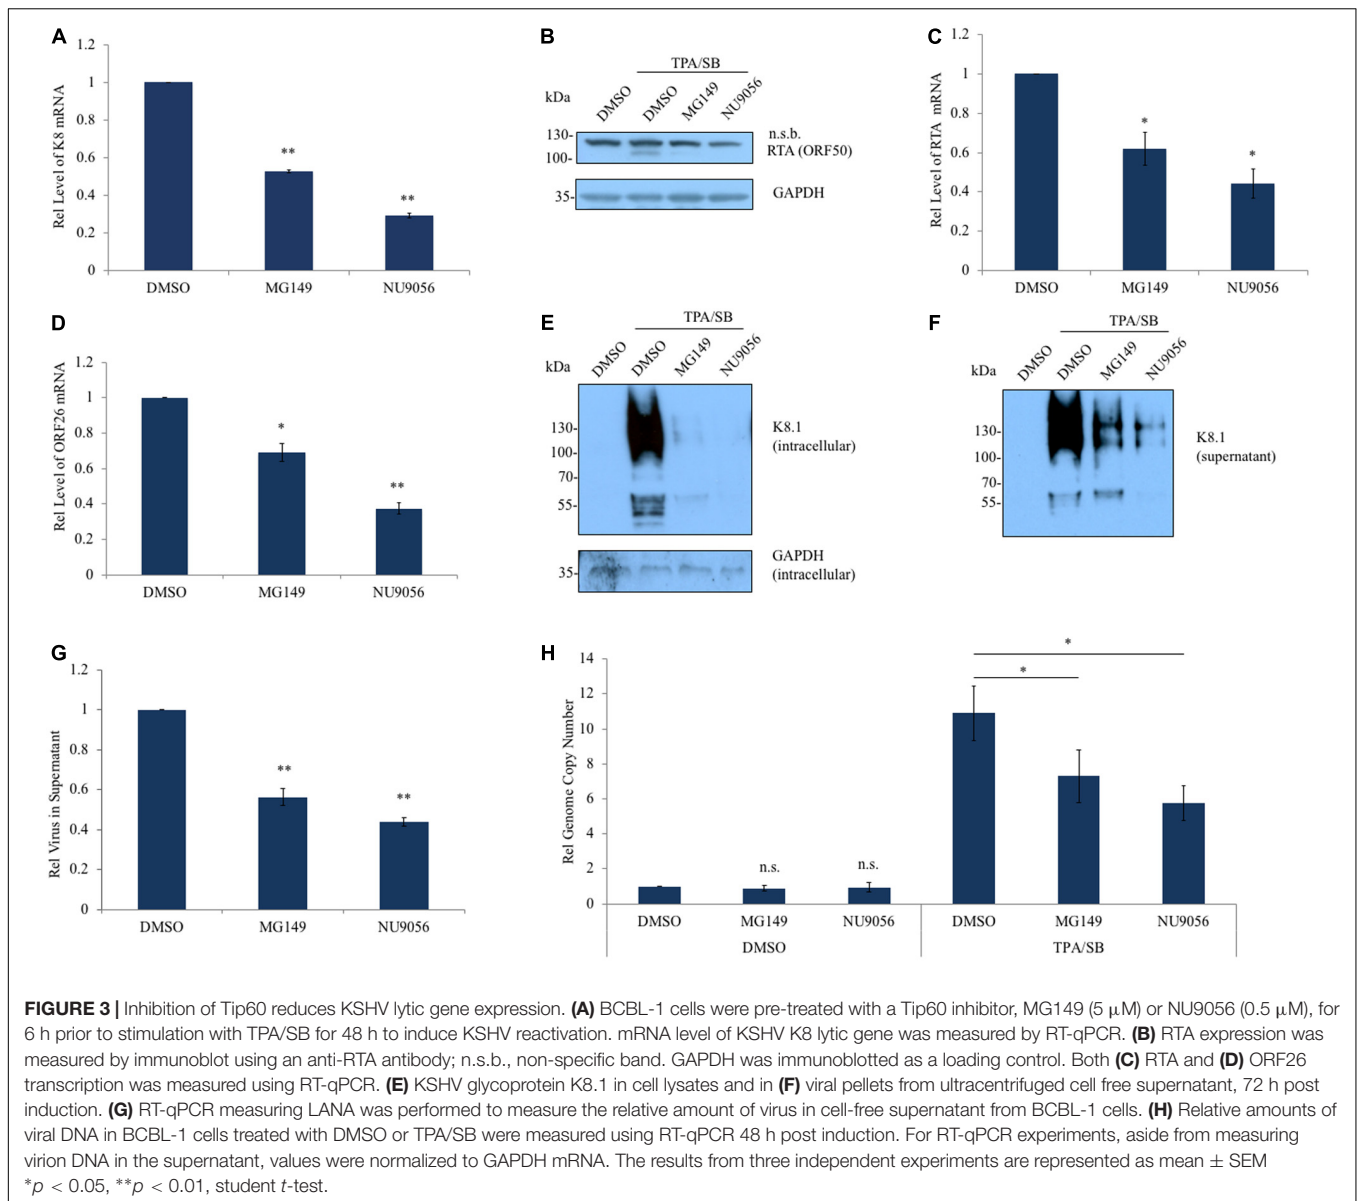 A
1.2
1
0.8
0.6
0.4
0.2
0
Rel Level of K8 mRNA
**
**
DMSO MG149 NU9056
B
TPA/SB
kDa
DMSO DMSO MG149 NU9056
130-
100-
n.s.b.
RTA (ORF50)
35-
GAPDH
C
1.2
1
0.8
0.6
0.4
0.2
0
Rel Level of RTA mRNA
*
*
DMSO MG149 NU9056
D
1.2
1
0.8
0.6
0.4
0.2
0
Rel Level of ORF26 mRNA
*
**
DMSO MG149 NU9056
E
TPA/SB
kDa
DMSO DMSO MG149 NU9056
130-
100-
70-
55-
K8.1
(intracellular)
35-
GAPDH
(intracellular)
F
TPA/SB
kDa
DMSO DMSO MG149 NU9056
130-
100-
70-
55-
K8.1
(supernatant)
G
1.2
1
0.8
0.6
0.4
0.2
0
Rel Virus in Supernatant
**
**
DMSO MG149 NU9056
H
14
12
10
8
6
4
2
0
Rel Genome Copy Number
n.s. n.s.
*
*
DMSO MG149 NU9056 DMSO MG149 NU9056
DMSO TPA/SB
FIGURE 3 | Inhibition of Tip60 reduces KSHV lytic gene expression. (A) BCBL-1 cells were pre-treated with a Tip60 inhibitor, MG149 (5 μM) or NU9056 (0.5 μM), for
6 h prior to stimulation with TPA/SB for 48 h to induce KSHV reactivation. mRNA level of KSHV K8 lytic gene was measured by RT-qPCR. (B) RTA expression was
measured by immunoblot using an anti-RTA antibody; n.s.b., non-specific band. GAPDH was immunoblotted as a loading control. Both (C) RTA and (D) ORF26
transcription was measured using RT-qPCR. (E) KSHV glycoprotein K8.1 in cell lysates and in (F) viral pellets from ultracentrifuged cell free supernatant, 72 h post
induction. (G) RT-qPCR measuring LANA was performed to measure the relative amount of virus in cell-free supernatant from BCBL-1 cells. (H) Relative amounts of
viral DNA in BCBL-1 cells treated with DMSO or TPA/SB were measured using RT-qPCR 48 h post induction. For RT-qPCR experiments, aside from measuring
virion DNA in the supernatant, values were normalized to GAPDH mRNA. The results from three independent experiments are represented as mean ± SEM
*p < 0.05, **p < 0.01, student t-test.